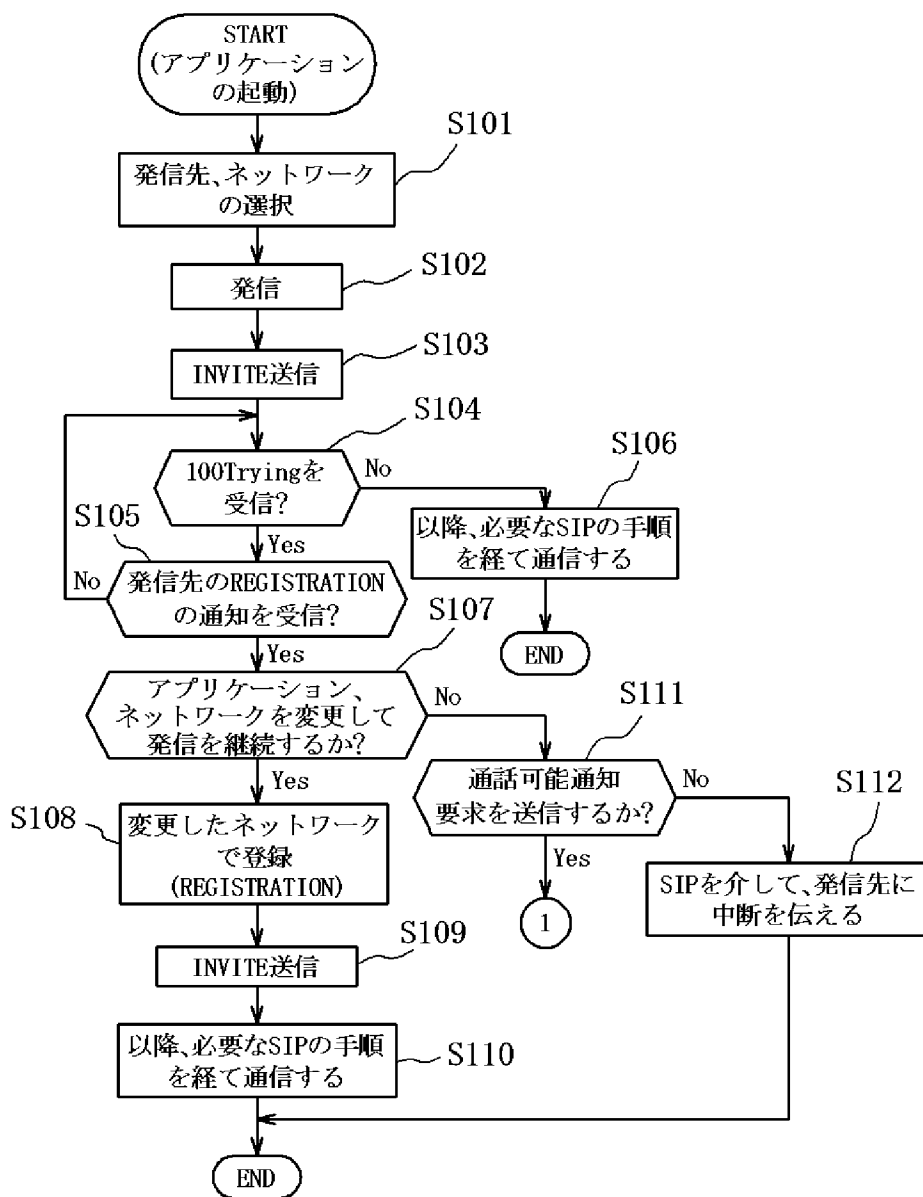 START
(アプリケーション
の起動)
S101
発信先、ネットワーク
の選択
S102
発信
S103
INVITE送信
S104
100Tryingを
受信?
No
S106
以降、必要なSIPの手順
を経て通信する
END
Yes
S105
発信先のREGISTRATION
の通知を受信?
No
Yes
S107
アプリケーション、
ネットワークを変更して
発信を継続するか?
No
S111
通話可能通知
要求を送信するか?
No
S112
SIPを介して、発信先に
中断を伝える
Yes
1
Yes
S108
変更したネットワーク
で登録
(REGISTRATION)
S109
INVITE送信
S110
以降、必要なSIPの手順
を経て通信する
END